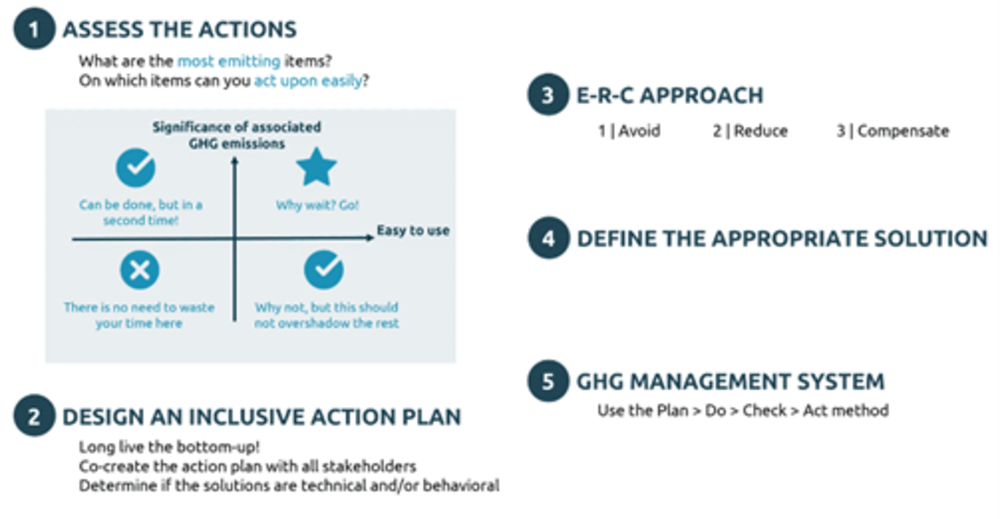 1 ASSESS THE ACTIONS
What are the most emitting items?
On which items can you act upon easily?
Significance of associated
GHG emissions
Can be done, but in a
second time!
Why wait? Go!
Easy to use
There is no need to waste
your time here
Why not, but this should
not overshadow the rest
2 DESIGN AN INCLUSIVE ACTION PLAN
Long live the bottom-up!
Co-create the action plan with all stakeholders
Determine if the solutions are technical and/or behavioral
3 E-R-C APPROACH
1 | Avoid 2 | Reduce 3 | Compensate
4 DEFINE THE APPROPRIATE SOLUTION
5 GHG MANAGEMENT SYSTEM
Use the Plan > Do > Check > Act method